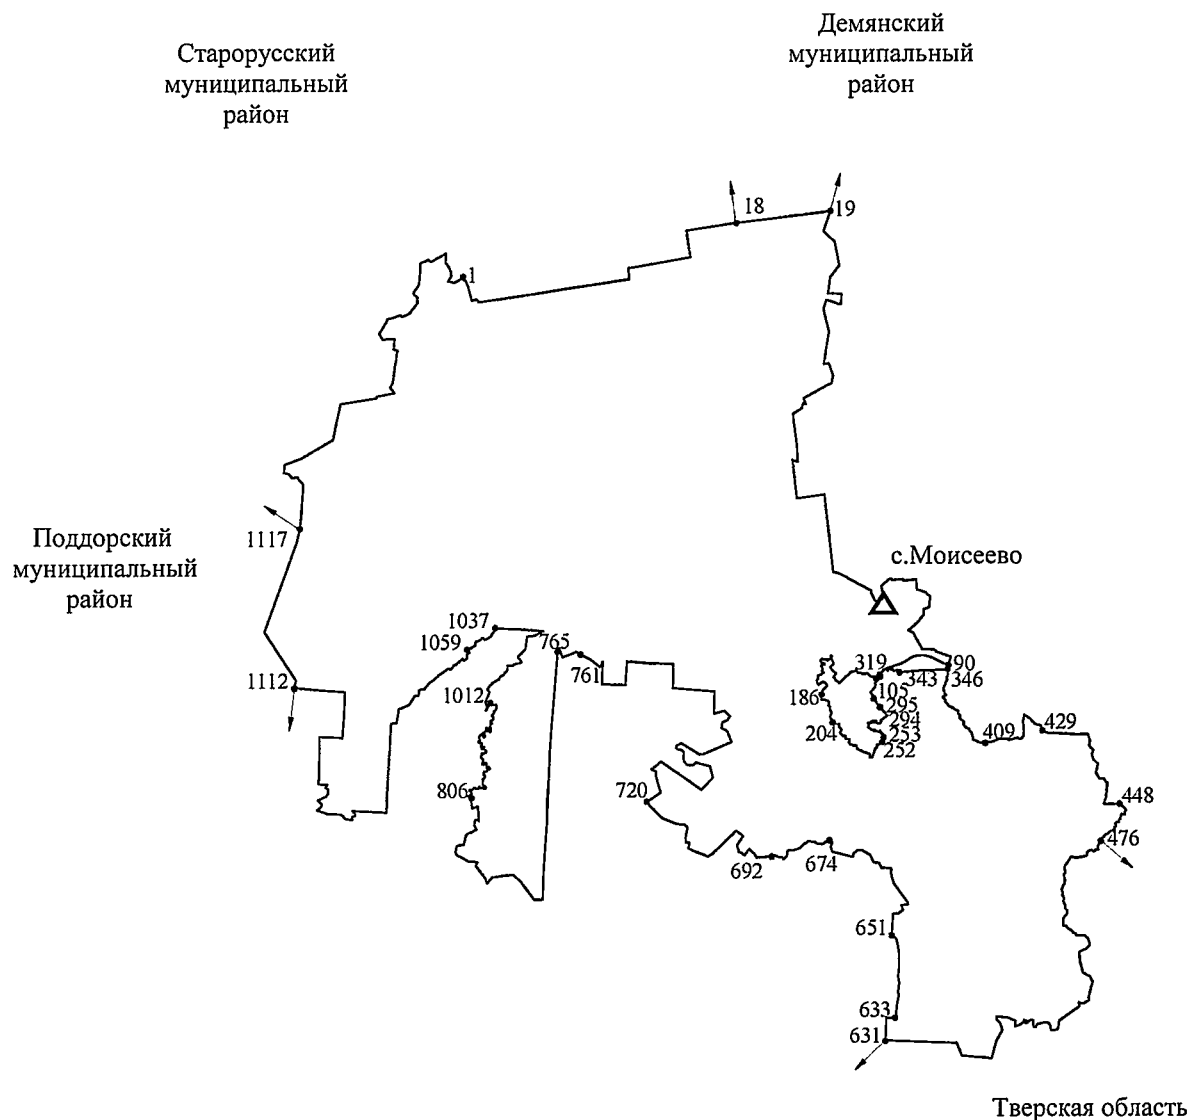 Демянский
муниципальный
район
Старорусский
муниципальный
район
18
19
1
Поддорский
муниципальный
район
1117
с.Моисеево
1037
1059
765
761
1112
1012
319
90
343
346
186
105
295
294
204
253
252
409
429
806
720
448
476
692
674
651
633
631
Тверская область